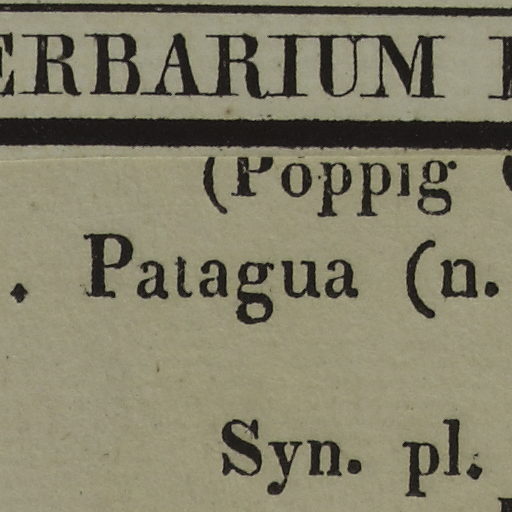 ERBARIUM
(Poppig
. Patagua (n.
Syn. pl.